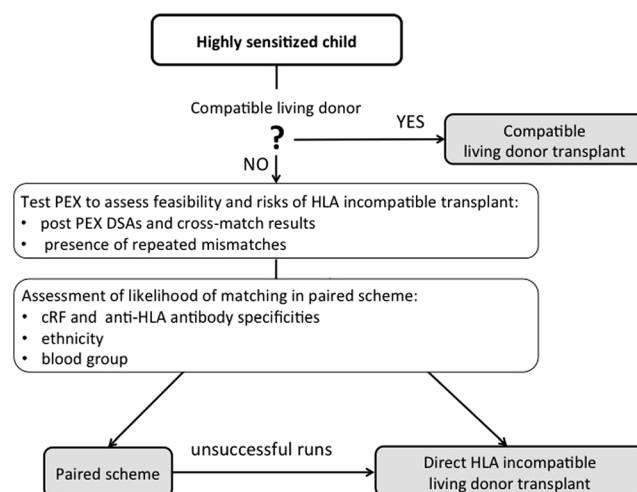 Highly sensitized child
Compatible living donor
?
YES
Compatible
living donor transplant
NO
Test PEX to assess feasibility and risks of HLA incompatible transplant:
• post PEX DSAs and cross-match results
• presence of repeated mismatches
Assessment of likelihood of matching in paired scheme:
• cRF and anti-HLA antibody specificities
• ethnicity
• blood group
Paired scheme
unsuccessful runs
Direct HLA incompatible
living donor transplant